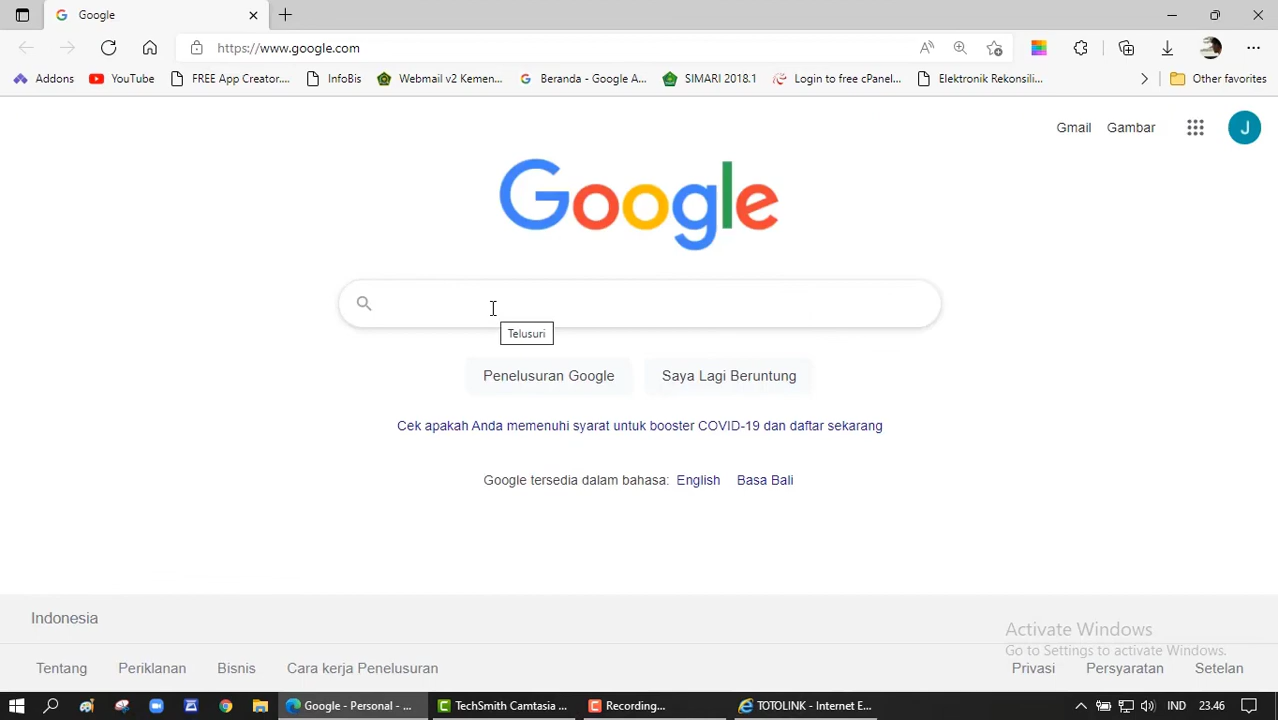 Google
https://www.google.com
Addons
YouTube
FREE App Creator....
InfoBis
Webmail v2 Kemen...
Beranda - Google A...
SIMARI 2018.1
Login to free cPanel...
Elektronik Rekonsili...
Other favorites
Gmail
Gambar
J
Google
Telusuri
Penelusuran Google
Saya Lagi Beruntung
Cek apakah Anda memenuhi syarat untuk booster COVID-19 dan daftar sekarang
Google tersedia dalam bahasa: English Basa Bali
Indonesia
Activate Windows
Go to Settings to activate Windows.
Tentang
Periklanan
Bisnis
Cara kerja Penelusuran
Privasi
Persyaratan
Setelan
Google - Personal - ...
TechSmith Camtasia ...
Recording...
TOTOLINK - Internet E...
IND
23.46